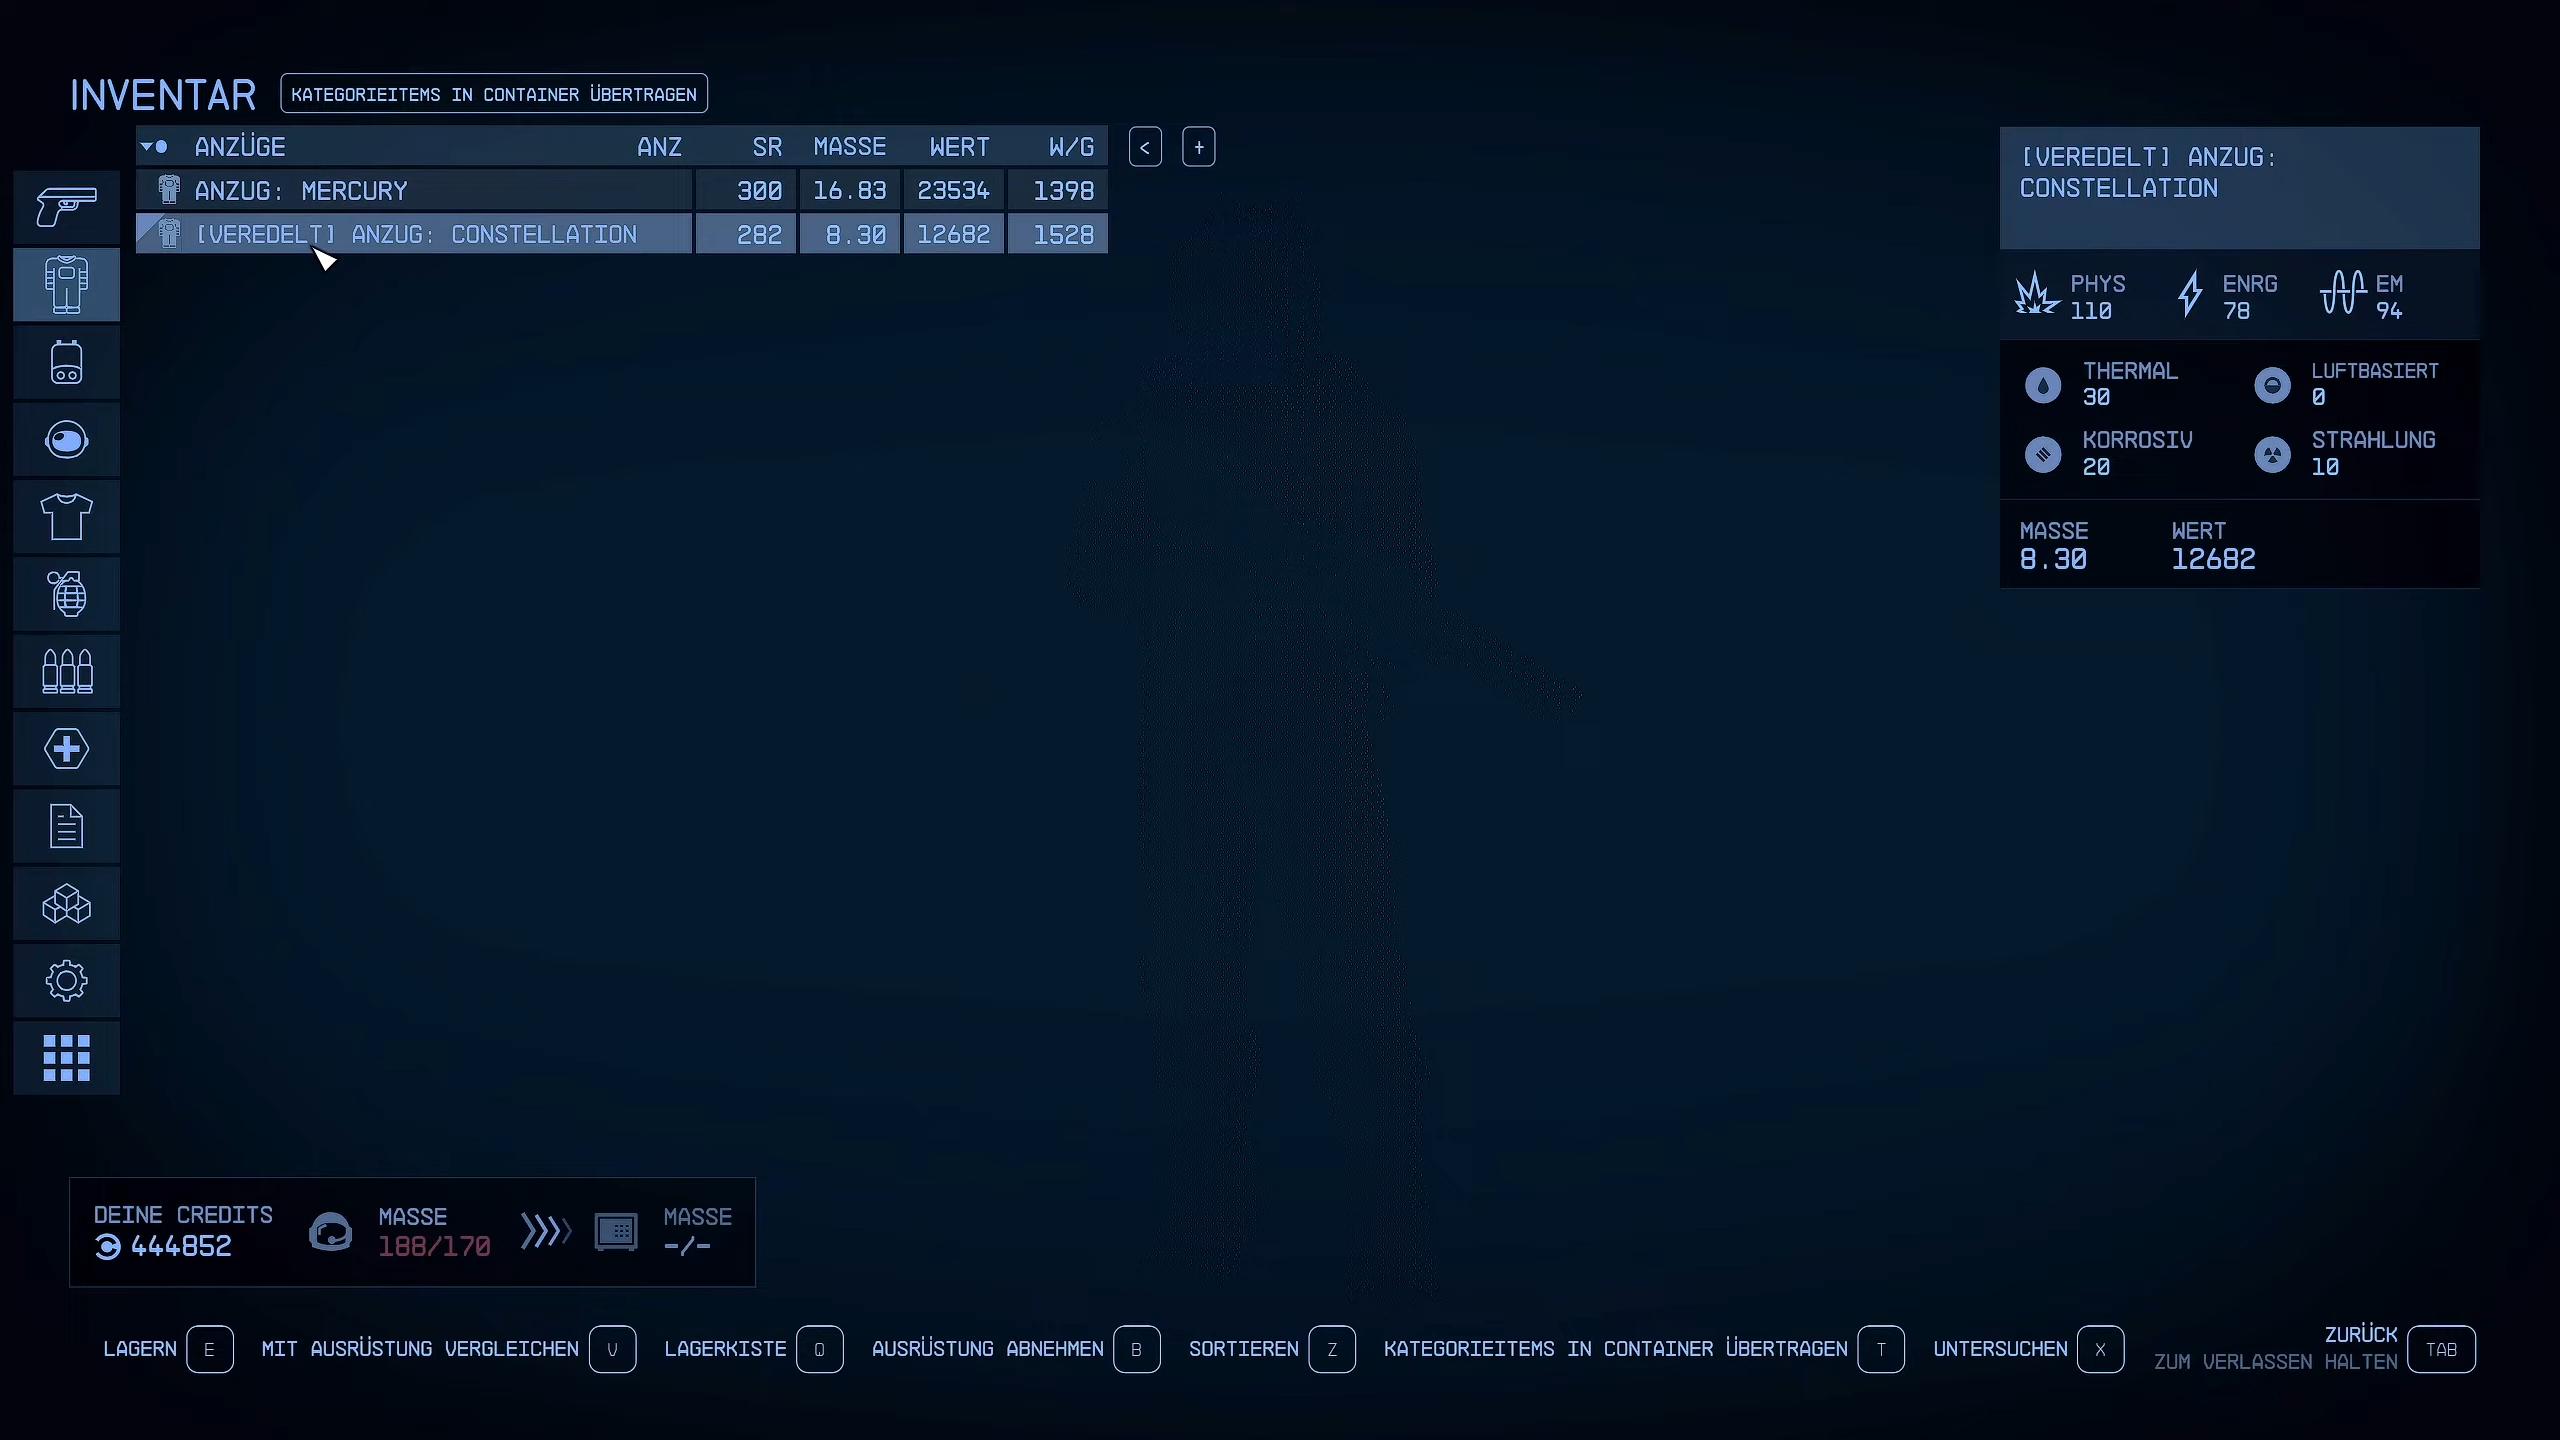 INVENTAR KATEGORIEITEMS IN CONTAINER ÜBERTRAGEN
ANZÜGE ANZ SR MASSE WERT W/G < +
ANZUG: MERCURY 300 16.83 23534 1398
[VEREDELT] ANZUG: CONSTELLATION 282 8.30 12682 1528
[VEREDELT] ANZUG:
CONSTELLATION
PHYS ENRG EM
110 78 94
THERMAL LUFTBASIERT
30 0
KORROSIV STRAHLUNG
20 10
MASSE WERT
8.30 12682
DEINE CREDITS MASSE MASSE
444852 188/170 -/-
LAGERN E MIT AUSRÜSTUNG VERGLEICHEN V LAGERKISTE Q AUSRÜSTUNG ABNEHMEN B SORTIEREN Z KATEGORIEITEMS IN CONTAINER ÜBERTRAGEN T UNTERSUCHEN X ZURÜCK TAB
ZUM VERLASSEN HALTEN